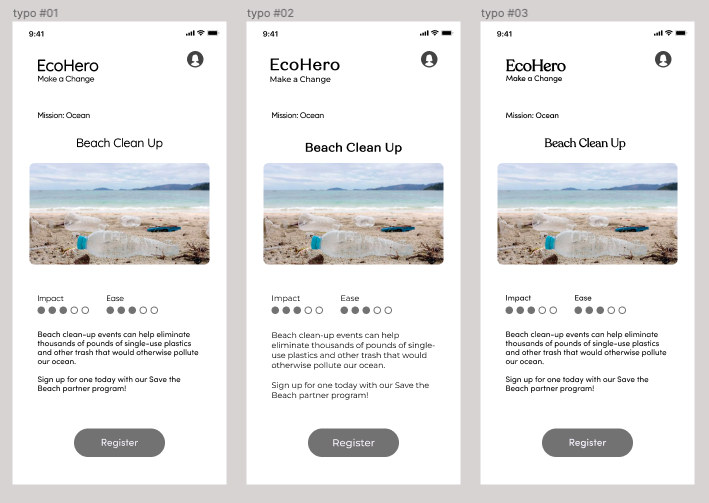 typo #01
9:41
EcoHero
Make a Change
Mission: Ocean
Beach Clean Up
Impact
Ease
Beach clean-up events can help eliminate
thousands of pounds of single-use plastics
and other trash that would otherwise pollute
our ocean.
Sign up for one today with our Save the
Beach partner program!
Register
typo #02
9:41
EcoHero
Make a Change
Mission: Ocean
Beach Clean Up
Impact
Ease
Beach clean-up events can help
eliminate thousands of pounds of single-
use plastics and other trash that would
otherwise pollute our ocean.
Sign up for one today with our Save the
Beach partner program!
Register
typo #03
9:41
EcoHero
Make a Change
Mission: Ocean
Beach Clean Up
Impact
Ease
Beach clean-up events can help eliminate
thousands of pounds of single-use plastics
and other trash that would otherwise pollute
our ocean.
Sign up for one today with our Save the
Beach partner program!
Register